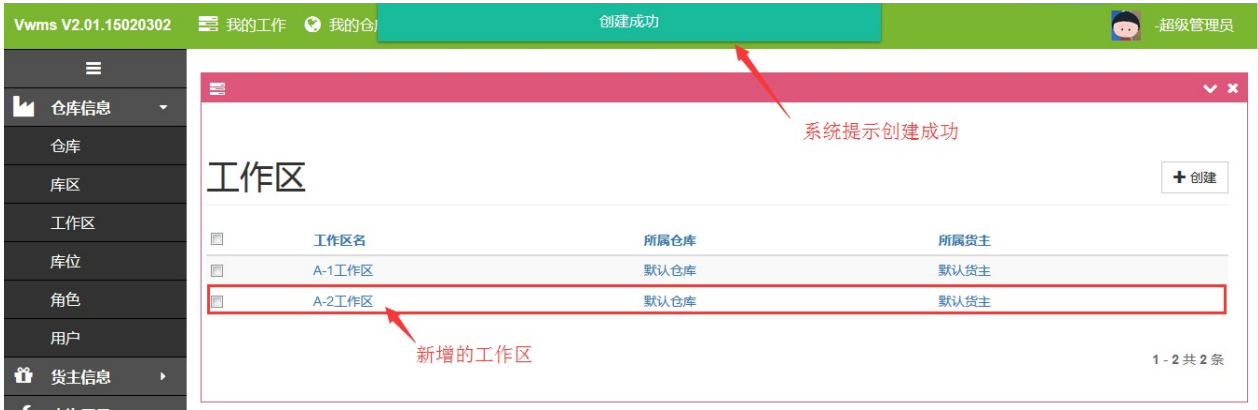 Vwms V2.01.15020302 我的工作 我的仓 创建成功 -超级管理员
系统提示创建成功
仓库信息
仓库
库区
工作区
库位
角色
用户
货主信息
工作区
创建
工作区名 所属仓库 所属货主
A-1工作区 默认仓库 默认货主
A-2工作区 默认仓库 默认货主
新增的工作区
1 - 2 共 2 条